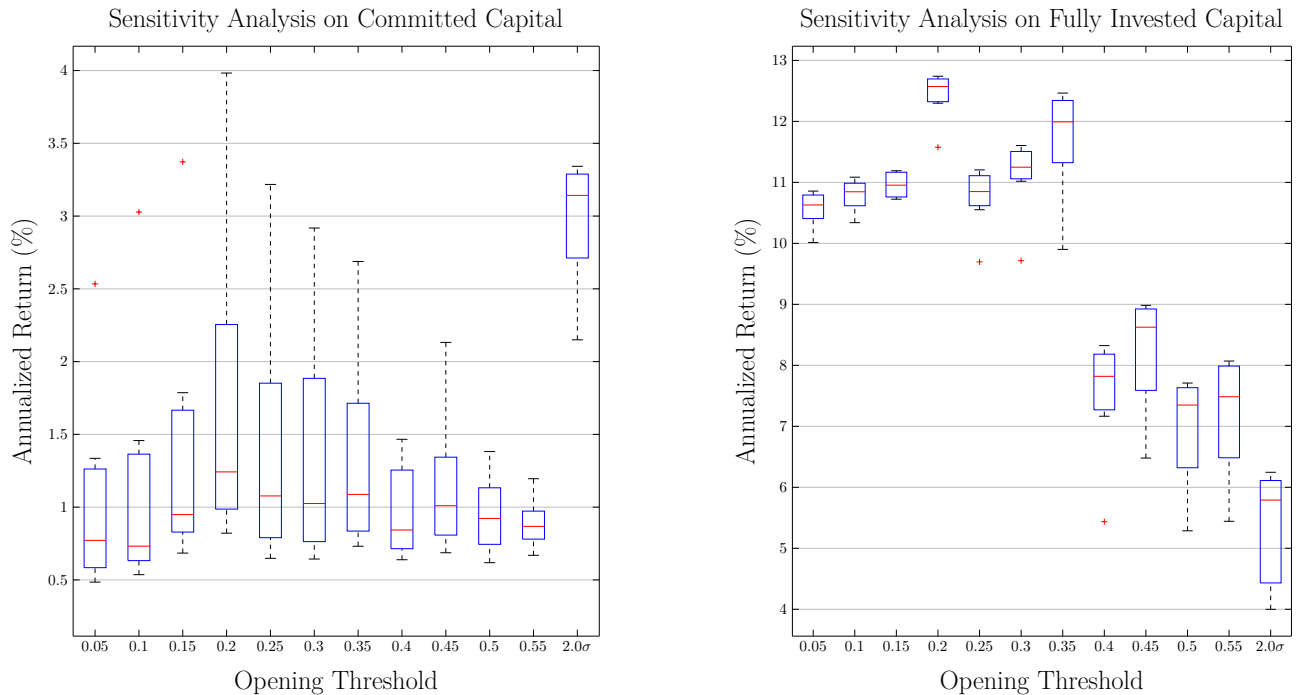 Sensitivity Analysis on Committed Capital
Annualized Return (%)
4
3.5
3
2.5
2
1.5
1
0.5
0.05 0.1 0.15 0.2 0.25 0.3 0.35 0.4 0.45 0.5 0.55 2.0σ
Opening Threshold
Sensitivity Analysis on Fully Invested Capital
Annualized Return (%)
13
12
11
10
9
8
7
6
5
4
0.05 0.1 0.15 0.2 0.25 0.3 0.35 0.4 0.45 0.5 0.55 2.0σ
Opening Threshold